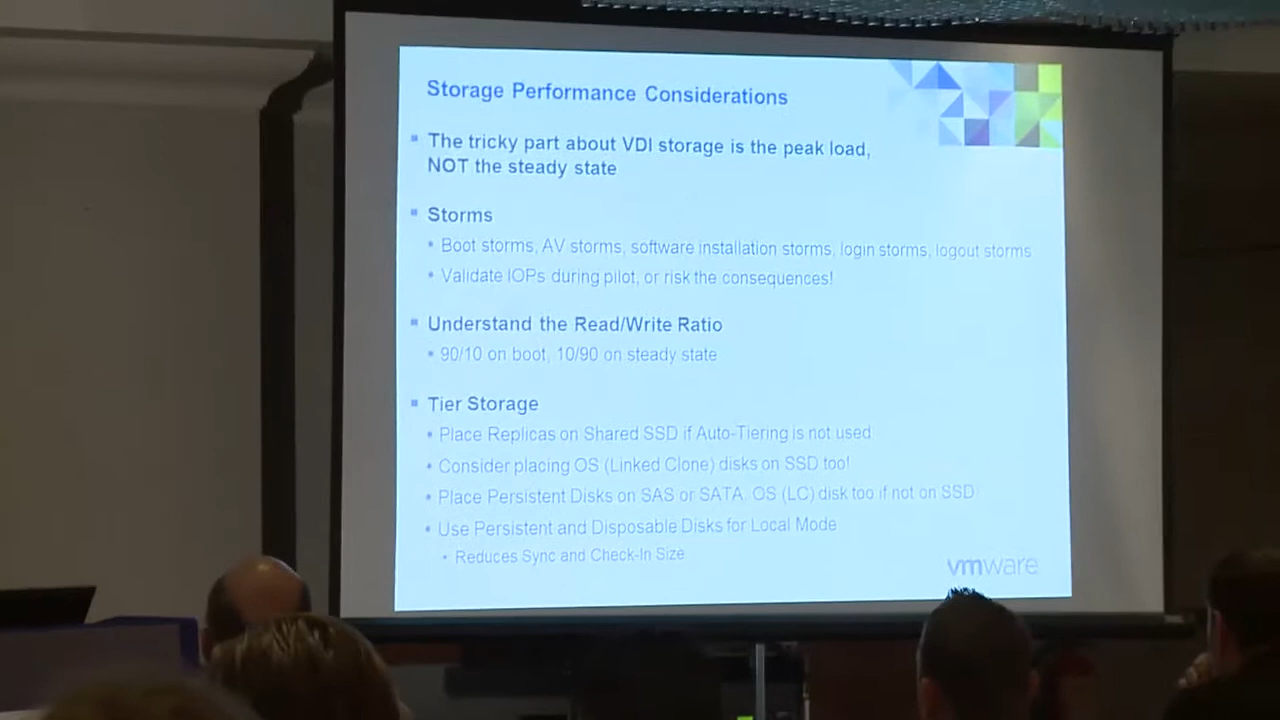 Storage Performance Considerations
The tricky part about VDI storage is the peak load,
NOT the steady state
Storms
Boot storms, AV storms, software installation storms, login storms, logout storms
Validate IOPs during pilot, or risk the consequences!
Understand the Read/Write Ratio
90/10 on boot, 10/90 on steady state
Tier Storage
Place Replicas on Shared SSD if Auto-Tiering is not used
Consider placing OS (Linked Clone) disks on SSD too!
Place Persistent Disks on SAS or SATA. OS (LC) disk too if not on SSD
Use Persistent and Disposable Disks for Local Mode
Reduces Sync and Check-In Size
vmware